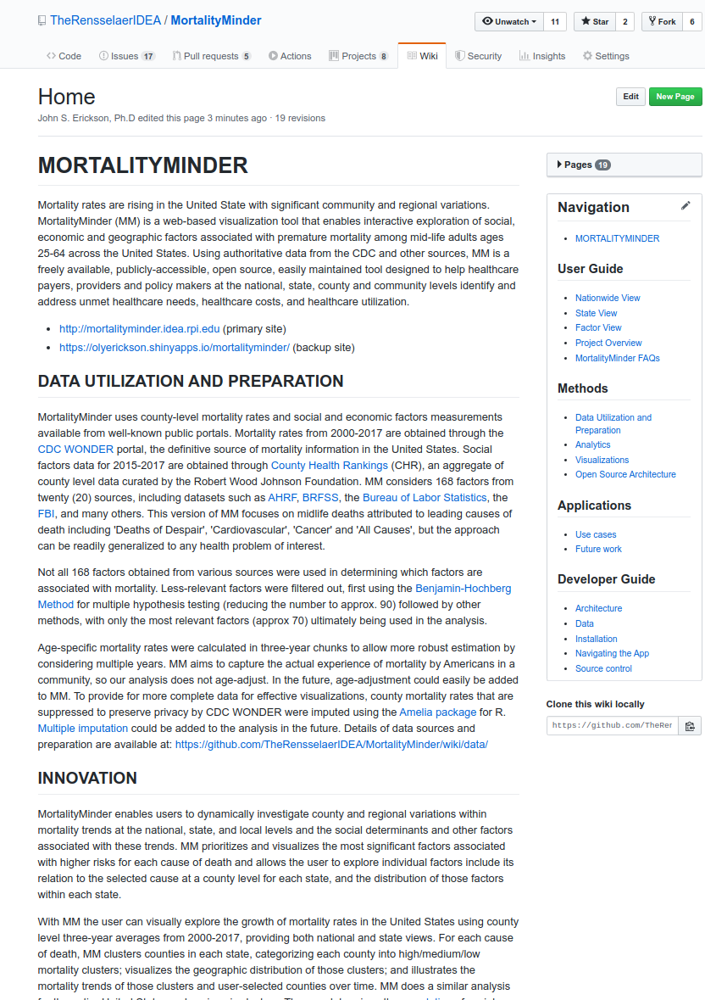 TheRensselaerIDEA / MortalityMinder
Unwatch 11 Star 2 Fork 6
Code Issues 17 Pull requests 5 Actions Projects 8 Wiki Security Insights Settings
Home
Edit New Page
John S. Erickson, Ph.D edited this page 3 minutes ago · 19 revisions
MORTALITYMINDER
Mortality rates are rising in the United State with significant community and regional variations.
MortalityMinder (MM) is a web-based visualization tool that enables interactive exploration of social,
economic and geographic factors associated with premature mortality among mid-life adults ages
25-64 across the United States. Using authoritative data from the CDC and other sources, MM is a
freely available, publicly-accessible, open source, easily maintained tool designed to help healthcare
payers, providers and policy makers at the national, state, county and community levels identify and
address unmet healthcare needs, healthcare costs, and healthcare utilization.
• http://mortalityminder.idea.rpi.edu (primary site)
• https://olyerickson.shinyapps.io/mortalityminder/ (backup site)
DATA UTILIZATION AND PREPARATION
MortalityMinder uses county-level mortality rates and social and economic factors measurements
available from well-known public portals. Mortality rates from 2000-2017 are obtained through the
CDC WONDER portal, the definitive source of mortality information in the United States. Social
factors data for 2015-2017 are obtained through County Health Rankings (CHR), an aggregate of
county level data curated by the Robert Wood Johnson Foundation. MM considers 168 factors from
twenty (20) sources, including datasets such as AHRF, BRFSS, the Bureau of Labor Statistics, the
FBI, and many others. This version of MM focuses on midlife deaths attributed to leading causes of
death including 'Deaths of Despair', 'Cardiovascular', 'Cancer' and 'All Causes', but the approach
can be readily generalized to any health problem of interest.
Not all 168 factors obtained from various sources were used in determining which factors are
associated with mortality. Less-relevant factors were filtered out, first using the Benjamin-Hochberg
Method for multiple hypothesis testing (reducing the number to approx. 90) followed by other
methods, with only the most relevant factors (approx 70) ultimately being used in the analysis.
Age-specific mortality rates were calculated in three-year chunks to allow more robust estimation by
considering multiple years. MM aims to capture the actual experience of mortality by Americans in a
community, so our analysis does not age-adjust. In the future, age-adjustment could easily be added
to MM. To provide for more complete data for effective visualizations, county mortality rates that are
suppressed to preserve privacy by CDC WONDER were imputed using the Amelia package for R.
Multiple imputation could be added to the analysis in the future. Details of data sources and
preparation are available at: https://github.com/TheRensselaerIDEA/MortalityMinder/wiki/data/
INNOVATION
MortalityMinder enables users to dynamically investigate county and regional variations within
mortality trends at the national, state, and local levels and the social determinants and other factors
associated with these trends. MM prioritizes and visualizes the most significant factors associated
with higher risks for each cause of death and allows the user to explore individual factors include its
relation to the selected cause at a county level for each state, and the distribution of those factors
within each state.
With MM the user can visually explore the growth of mortality rates in the United States using county
level three-year averages from 2000-2017, providing both national and state views. For each cause
of death, MM clusters counties in each state, categorizing each county into high/medium/low
mortality clusters; visualizes the geographic distribution of those clusters; and illustrates the
mortality trends of those clusters and user-selected counties over time. MM does a similar analysis
Pages 19
Navigation
• MORTALITYMINDER
User Guide
• Nationwide View
• State View
• Factor View
• Project Overview
• MortalityMinder FAQs
Methods
• Data Utilization and
Preparation
• Analytics
• Visualizations
• Open Source Architecture
Applications
• Use cases
• Future work
Developer Guide
• Architecture
• Data
• Installation
• Navigating the App
• Source control
Clone this wiki locally
https://github.com/TheRer